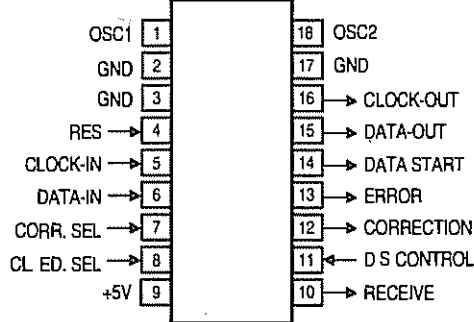 OSC1 1 18 OSC2
GND 2 17 GND
GND 3 16 CLOCK-OUT
RES 4 15 DATA-OUT
CLOCK-IN 5 14 DATA START
DATA-IN 6 13 ERROR
CORR. SEL 7 12 CORRECTION
CL ED. SEL 8 11 D S CONTROL
+5V 9 10 RECEIVE